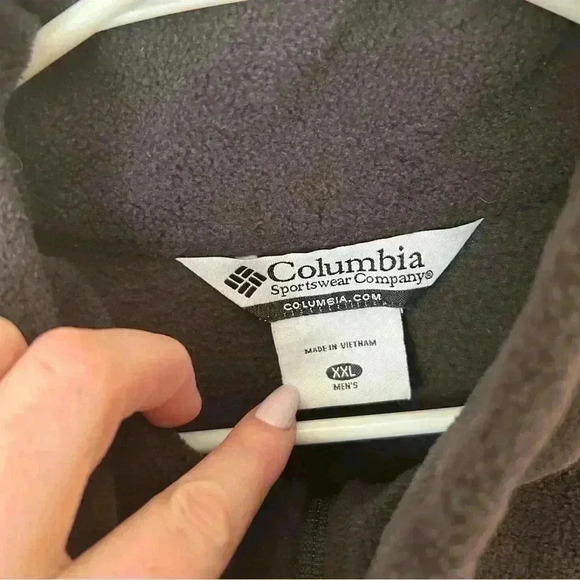 Columbia
Sportswear Company®
COLUMBIA.COM
MADE IN VIETNAM
XXL
MEN'S